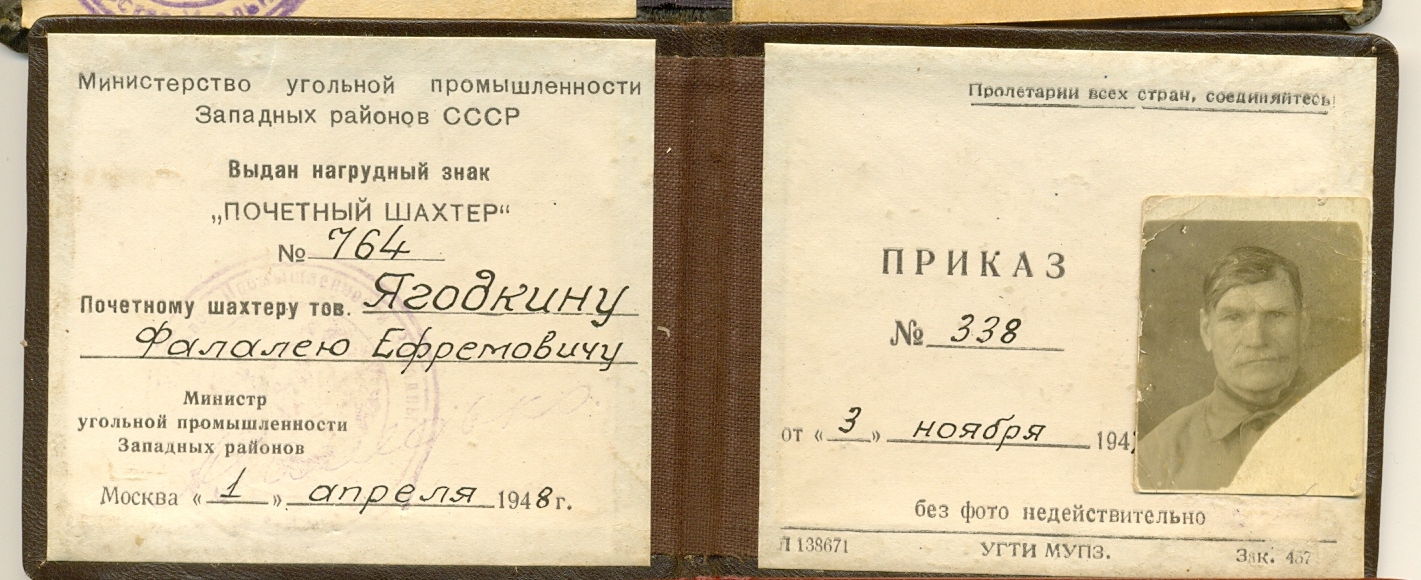 Министерство угольной промышленности
Западных районов СССР
Выдан нагрудный знак
„ПОЧЕТНЫЙ ШАХТЕР“
№ 764
Почетному шахтеру тов. Ягодкину
Фалалею Ефремовичу
Министр
угольной промышленности
Западных районов
Москва « 1 » апреля 1948 г.
Пролетарии всех стран, соединяйтесь!
ПРИКАЗ
№ 338
от « 3 » ноября 194
без фото недействительно
Л 138671 УГТИ МУПЗ. Зак. 457